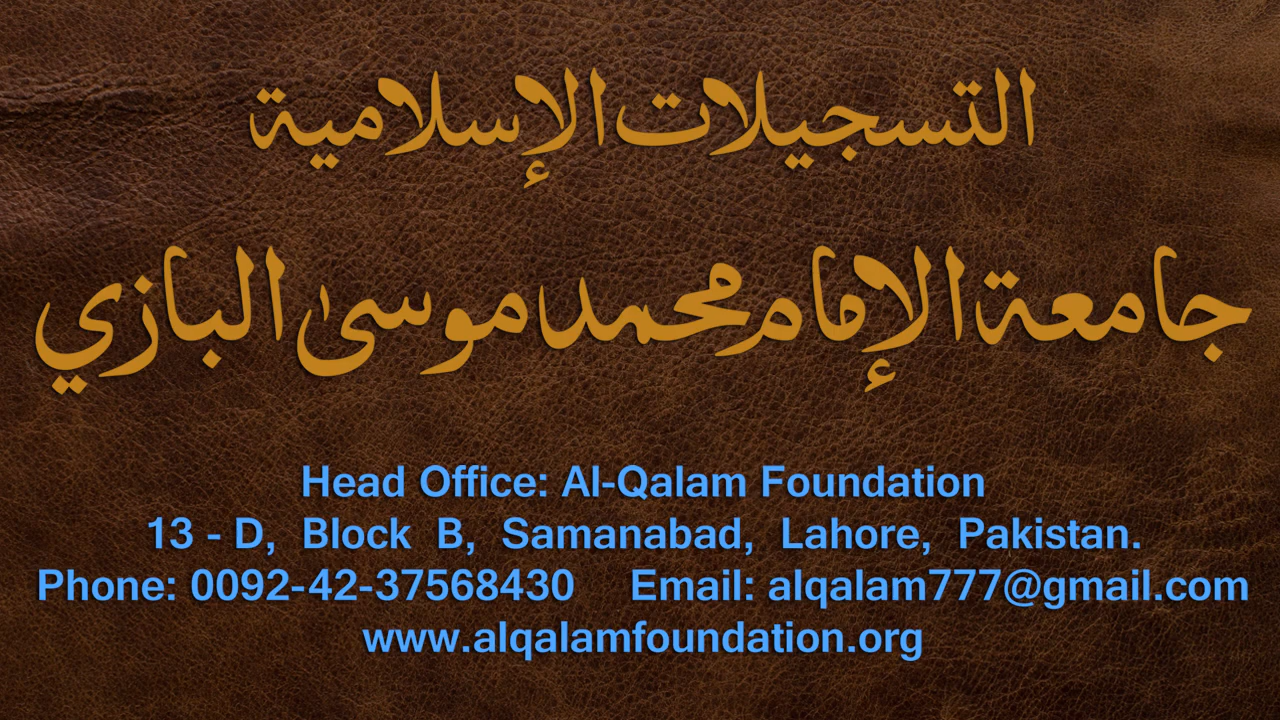 التسجيلات الإسلامية
جامعة الإمام محمد موسىٰ البازي
Head Office: Al-Qalam Foundation
13 - D, Block B, Samanabad, Lahore, Pakistan.
Phone: 0092-42-37568430 Email: alqalam777@gmail.com
www.alqalamfoundation.org